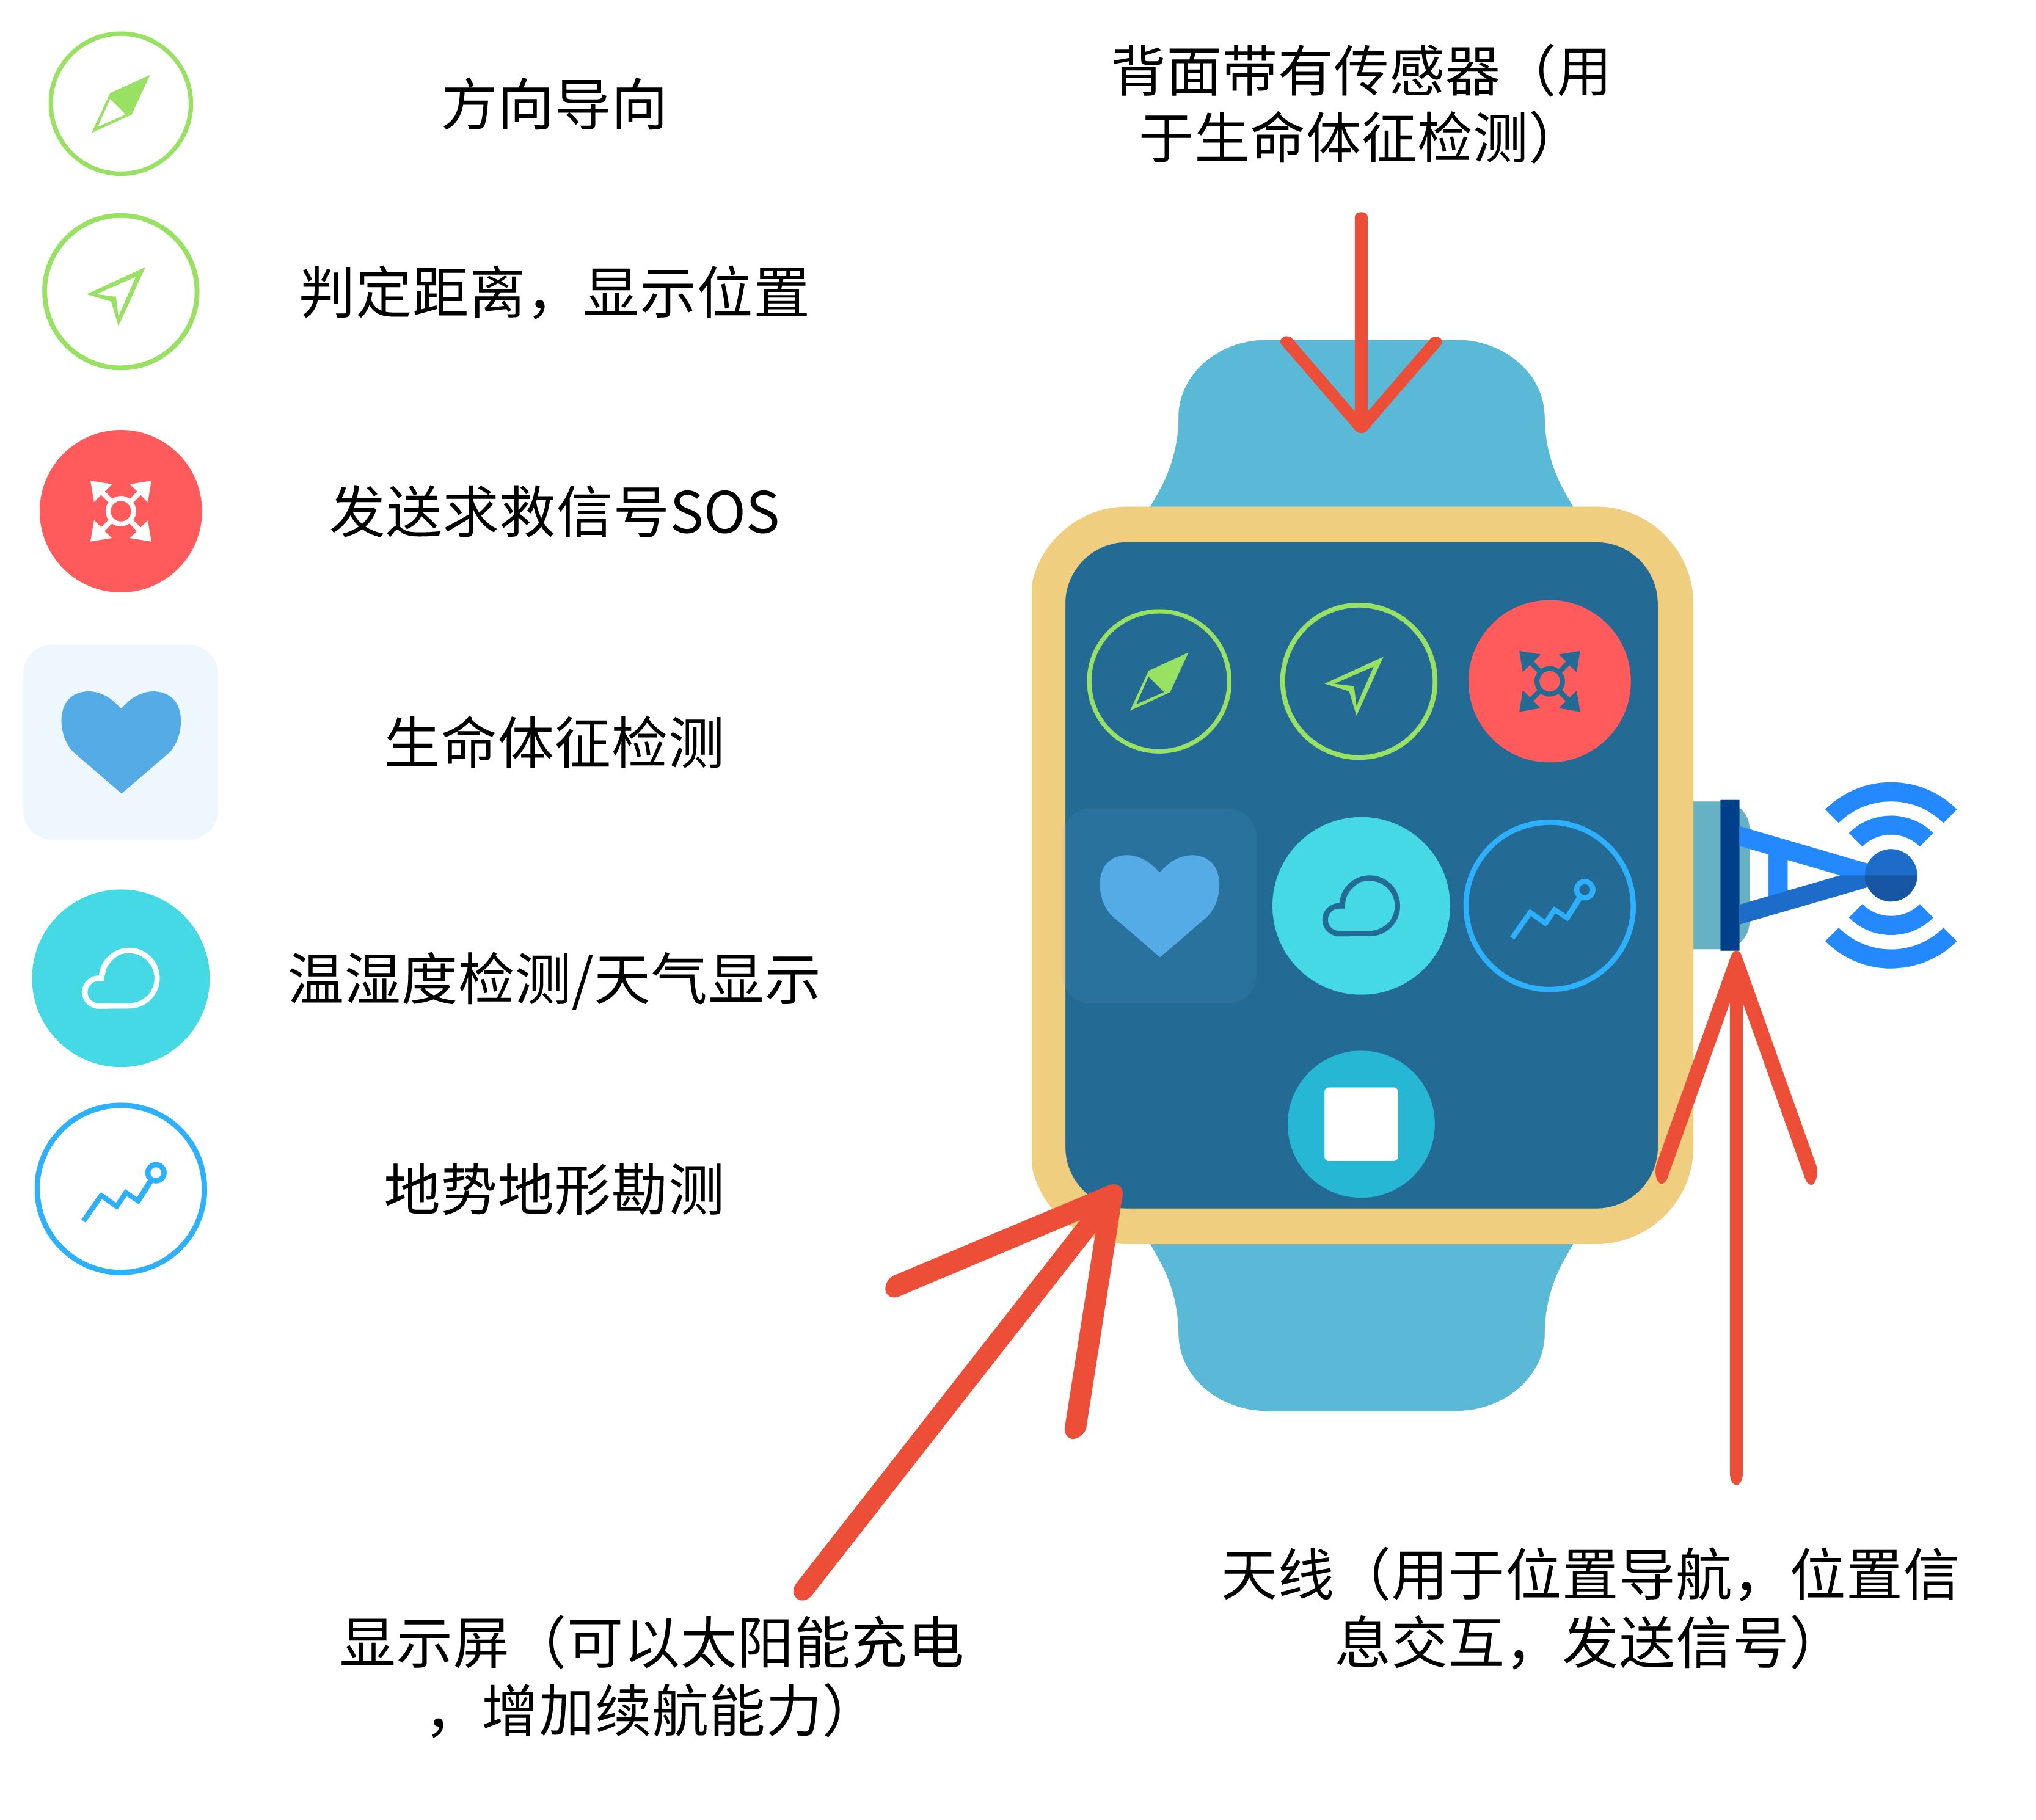 方向导向
判定距离，显示位置
发送求救信号SOS
生命体征检测
温湿度检测/天气显示
地势地形勘测
背面带有传感器（用
于生命体征检测）
显示屏（可以太阳能充电
，增加续航能力）
天线（用于位置导航，位置信
息交互，发送信号）